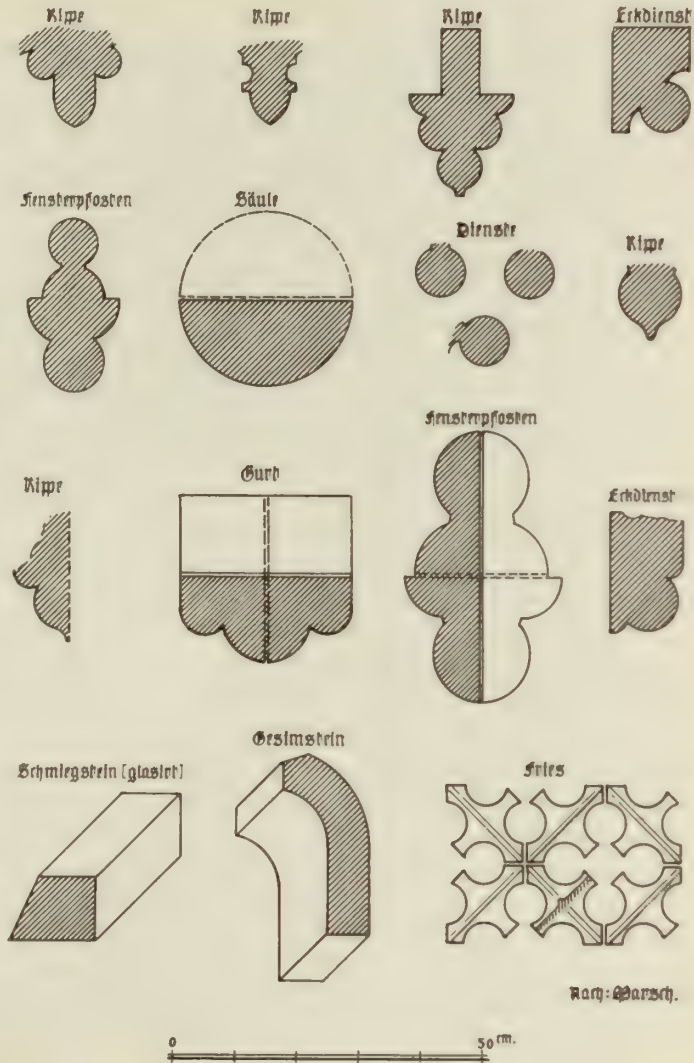 Rippe Rippe Rippe Eckdienst
Fensterpfosten Säule Dienste Rippe
Rippe Gurt Fensterpfosten Eckdienst
Schmiegstein (glasirt) Gesimstein Fries
Nach:
0 50 cm.